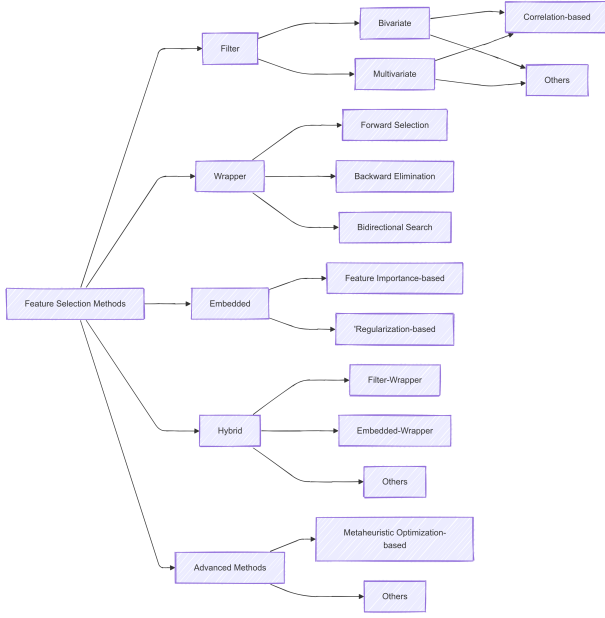 Bivariate
Correlation-based
Filter
Multivariate
Others
Forward Selection
Wrapper
Backward Elimination
Bidirectional Search
Feature Importance-based
Feature Selection Methods
Embedded
'Regularization-based
Filter-Wrapper
Hybrid
Embedded-Wrapper
Others
Metaheuristic Optimization-
based
Advanced Methods
Others